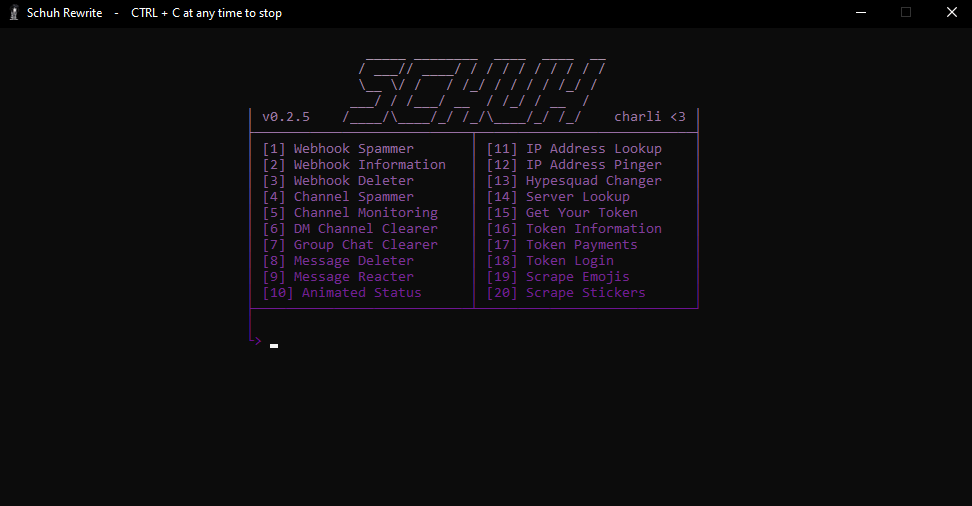 Schuh Rewrite - CTRL + C at any time to stop
SCHUH
v0.2.5 charli <3
[1] Webhook Spammer [11] IP Address Lookup
[2] Webhook Information [12] IP Address Pinger
[3] Webhook Deleter [13] Hypesquad Changer
[4] Channel Spammer [14] Server Lookup
[5] Channel Monitoring [15] Get Your Token
[6] DM Channel Clearer [16] Token Information
[7] Group Chat Clearer [17] Token Payments
[8] Message Deleter [18] Token Login
[9] Message Reacter [19] Scrape Emojis
[10] Animated Status [20] Scrape Stickers
>